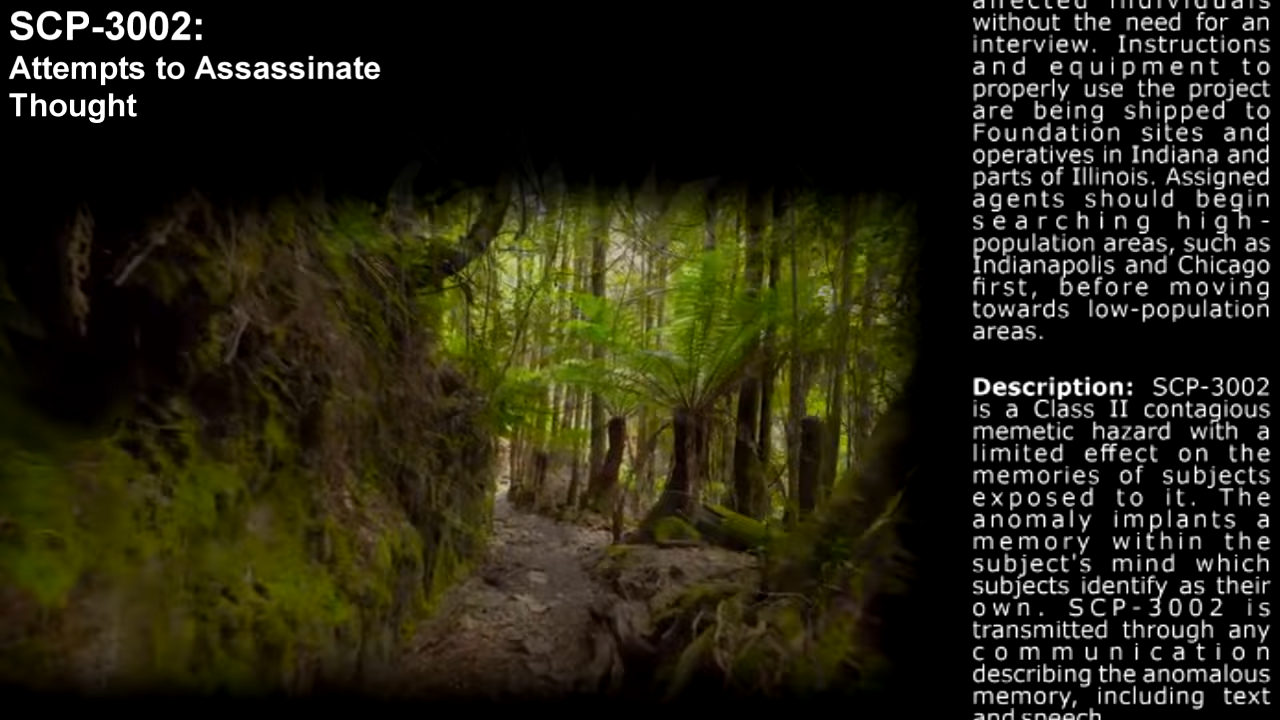 SCP-3002:
Attempts to Assassinate
Thought
affected individuals
without the need for an
interview. Instructions
and equipment to
properly use the project
are being shipped to
Foundation sites and
operatives in Indiana and
parts of Illinois. Assigned
agents should begin
searching high-
population areas, such as
Indianapolis and Chicago
first, before moving
towards low-population
areas.
Description: SCP-3002
is a Class II contagious
memetic hazard with a
limited effect on the
memories of subjects
exposed to it. The
anomaly implants a
memory within the
subject's mind which
subjects identify as their
own. SCP-3002 is
transmitted through any
communication
describing the anomalous
memory, including text
and speech.